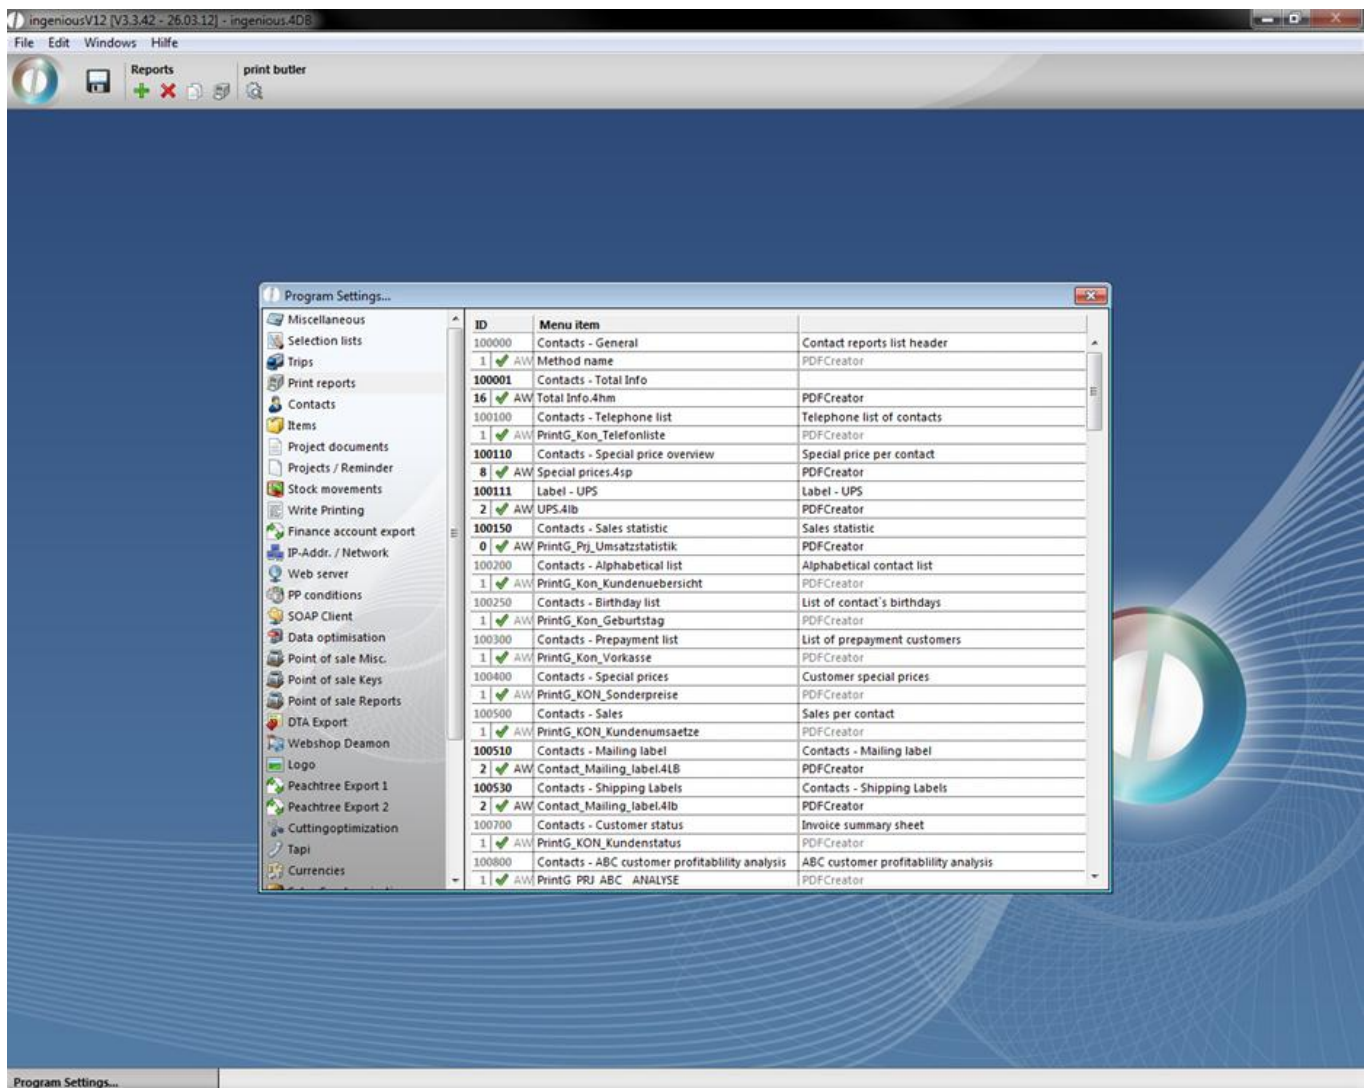 ingeniousV12 [V3.3.42 - 26.03.12] - ingenious.4DB
File Edit Windows Hilfe
Reports print butler
Program Settings...
Miscellaneous
Selection lists
Trips
Print reports
Contacts
Items
Project documents
Projects / Reminder
Stock movements
Write Printing
Finance account export
IP-Addr. / Network
Web server
PP conditions
SOAP Client
Data optimisation
Point of sale Misc.
Point of sale Keys
Point of sale Reports
DTA Export
Webshop Deamon
Logo
Peachtree Export 1
Peachtree Export 2
Cuttingoptimization
Tapi
Currencies
ID Menu item
100000 Contacts - General Contact reports list header
1 AW Method name PDFCreator
100001 Contacts - Total Info
16 AW Total Info.4hm PDFCreator
100100 Contacts - Telephone list Telephone list of contacts
1 AW PrintG_Kon_Telefonliste PDFCreator
100110 Contacts - Special price overview Special price per contact
8 AW Special prices.4sp PDFCreator
100111 Label - UPS Label - UPS
2 AW UPS.4lb PDFCreator
100150 Contacts - Sales statistic Sales statistic
0 AW PrintG_Prj_Umsatzstatistik PDFCreator
100200 Contacts - Alphabetical list Alphabetical contact list
1 AW PrintG_Kon_Kundenuebersicht PDFCreator
100250 Contacts - Birthday list List of contact`s birthdays
1 AW PrintG_Kon_Geburtstag PDFCreator
100300 Contacts - Prepayment list List of prepayment customers
1 AW PrintG_Kon_Vorkasse PDFCreator
100400 Contacts - Special prices Customer special prices
1 AW PrintG_KON_Sonderpreise PDFCreator
100500 Contacts - Sales Sales per contact
1 AW PrintG_KON_Kundenumsaetze PDFCreator
100510 Contacts - Mailing label Contacts - Mailing label
2 AW Contact_Mailing_label.4LB PDFCreator
100530 Contacts - Shipping Labels Contacts - Shipping Labels
2 AW Contact_Mailing_label.4lb PDFCreator
100700 Contacts - Customer status Invoice summary sheet
1 AW PrintG_KON_Kundenstatus PDFCreator
100800 Contacts - ABC customer profitablility analysis ABC customer profitablility analysis
1 AW PrintG_PRJ_ABC__ANALYSE PDFCreator
Program Settings...